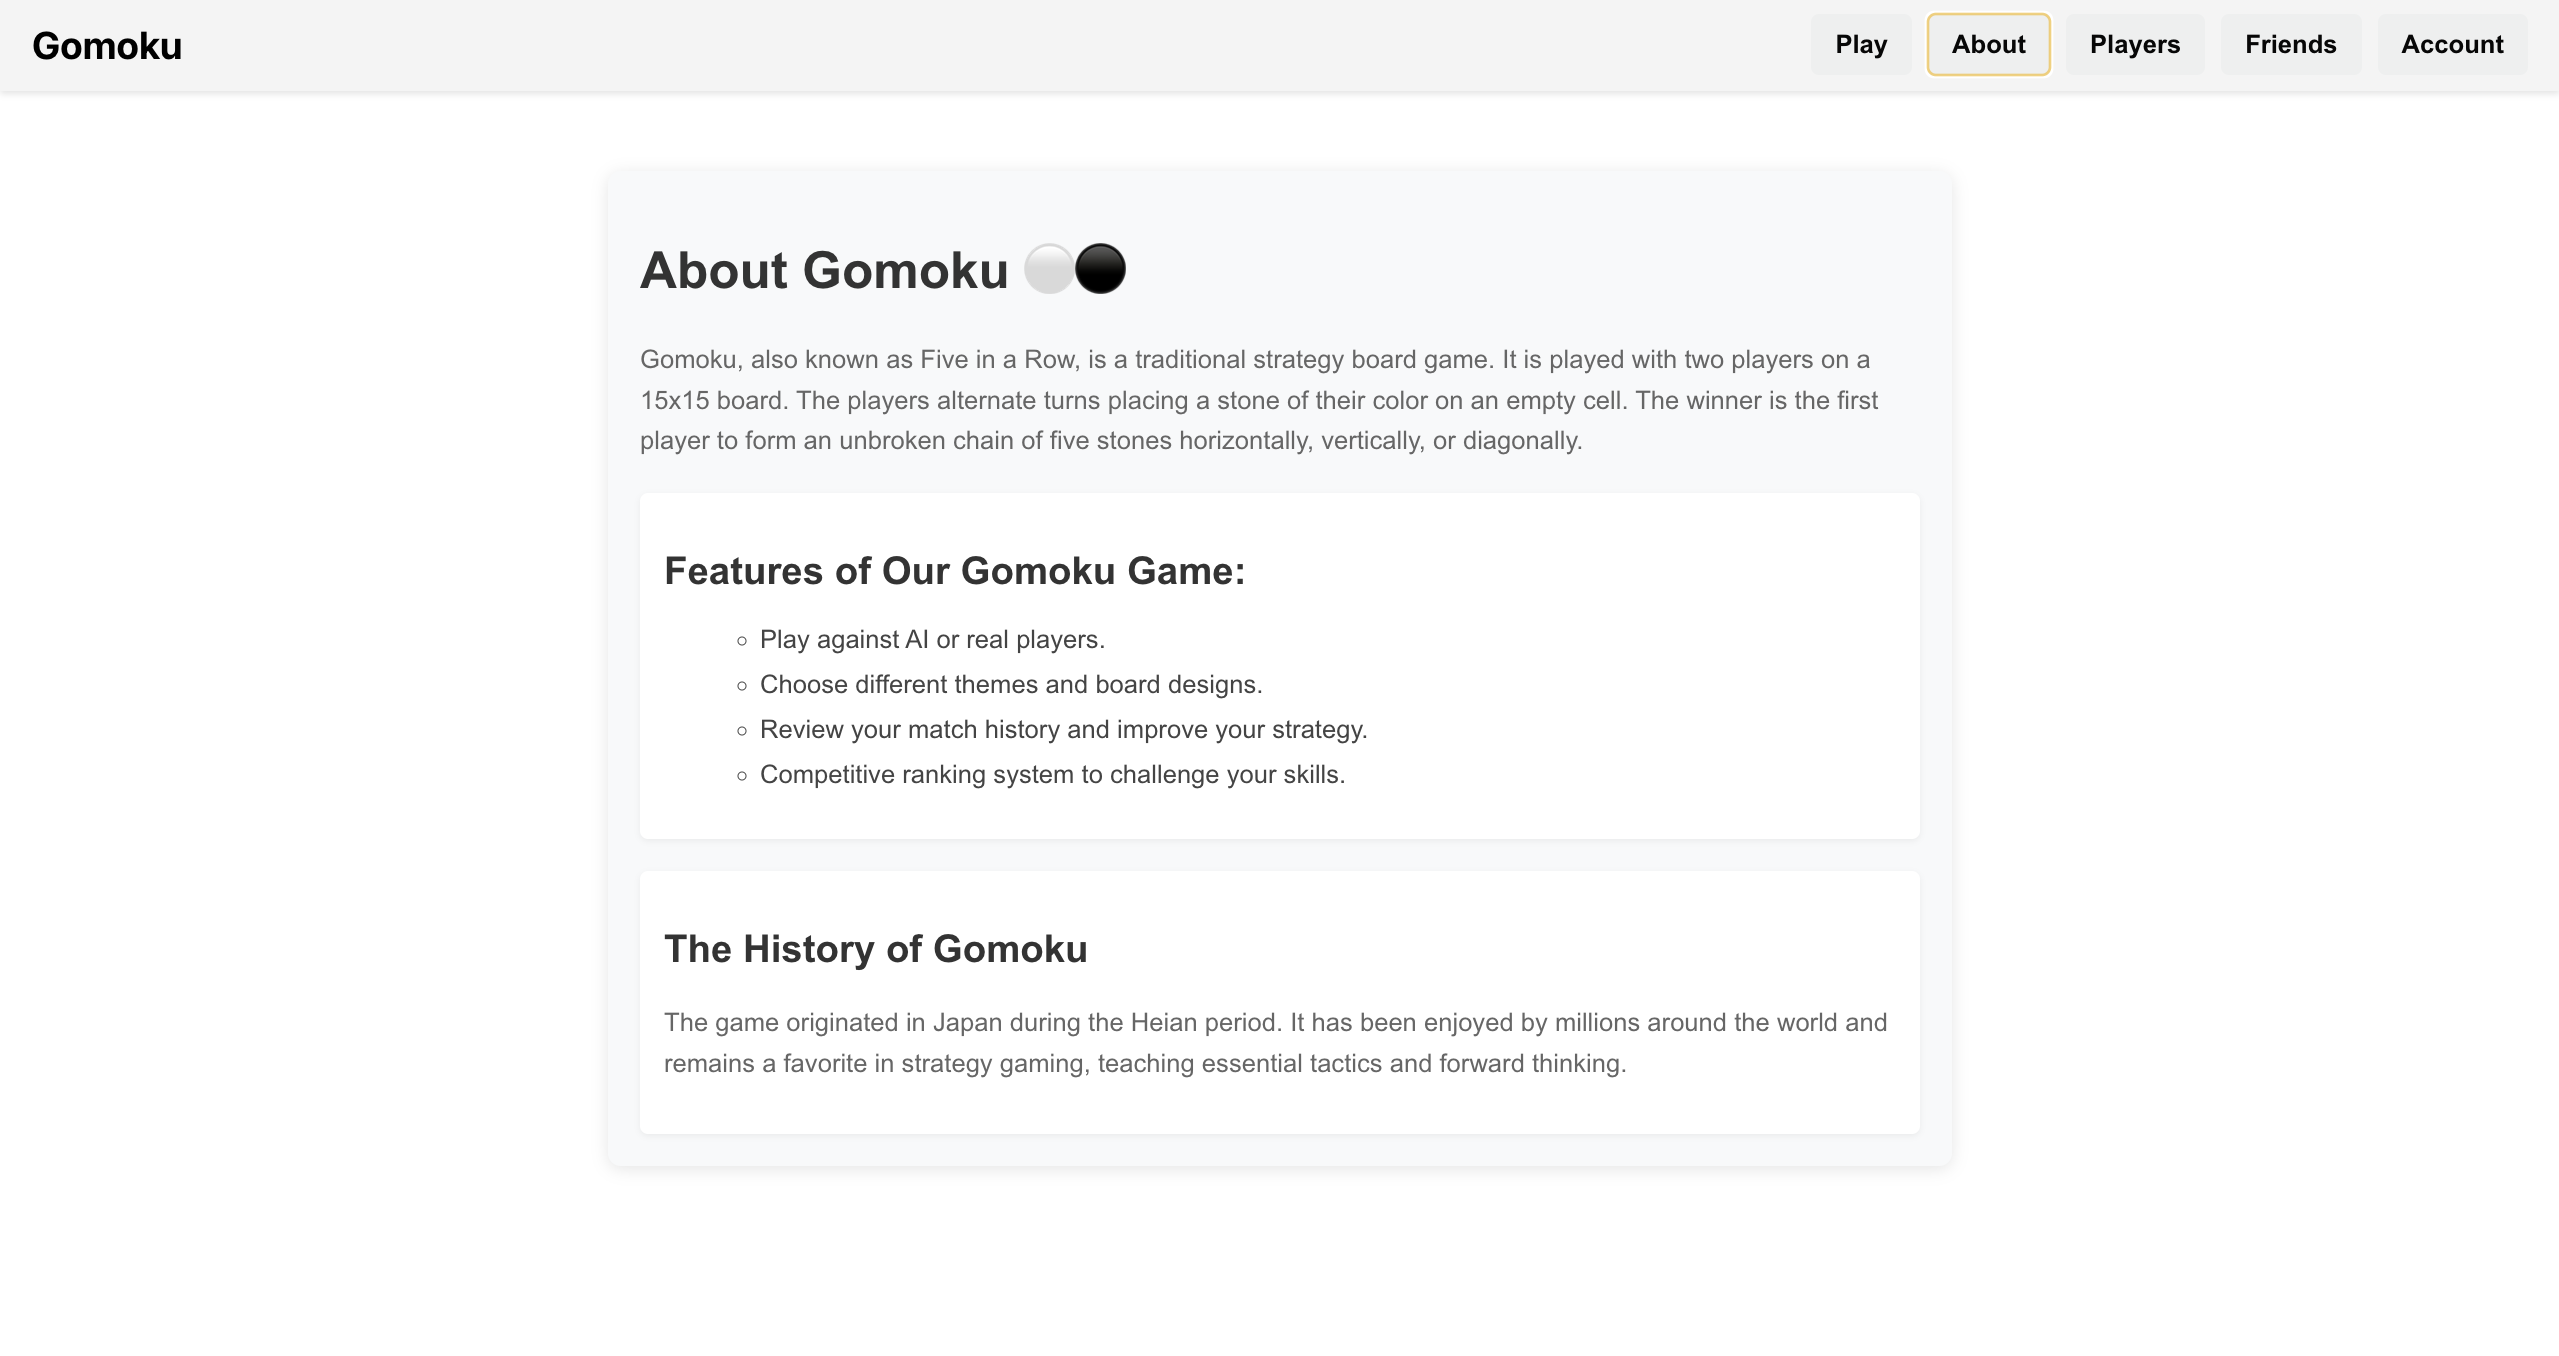 Gomoku
Play
About
Players
Friends
Account
About Gomoku ⚪⚫
Gomoku, also known as Five in a Row, is a traditional strategy board game. It is played with two players on a
15x15 board. The players alternate turns placing a stone of their color on an empty cell. The winner is the first
player to form an unbroken chain of five stones horizontally, vertically, or diagonally.
Features of Our Gomoku Game:
Play against AI or real players.
Choose different themes and board designs.
Review your match history and improve your strategy.
Competitive ranking system to challenge your skills.
The History of Gomoku
The game originated in Japan during the Heian period. It has been enjoyed by millions around the world and
remains a favorite in strategy gaming, teaching essential tactics and forward thinking.